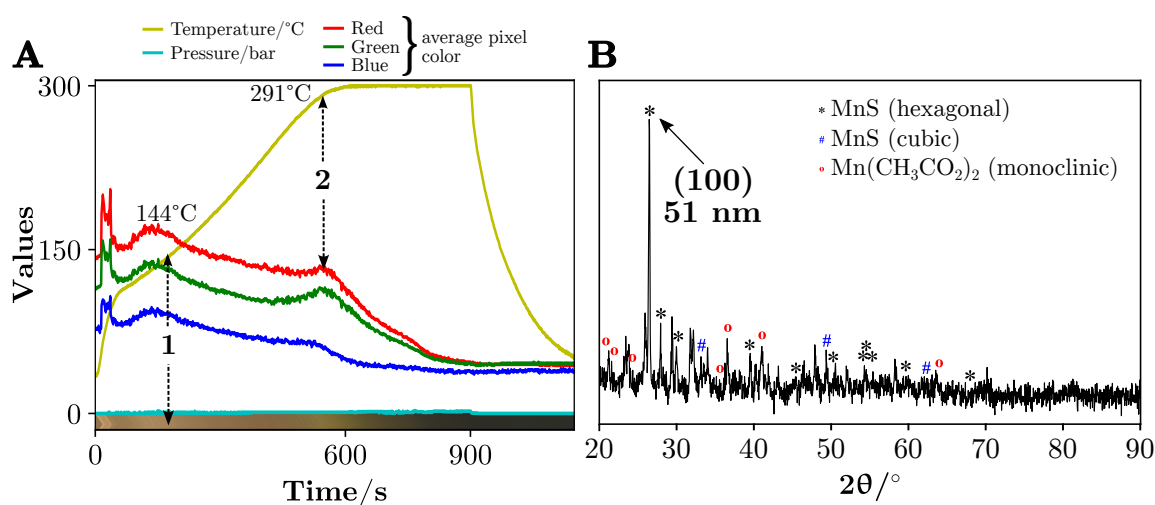 A
Temperature/°C
Pressure/bar
Red
Green
Blue
average pixel
color
300
150
0
Values
291°C
144°C
1
2
0
600
900
Time/s
B
* MnS (hexagonal)
# MnS (cubic)
o Mn(CH₃CO₂)₂ (monoclinic)
*
(100)
51 nm
o
o
o
*
*
#
o
o
*
o
*
#
*
*
*
*
*
#
o
*
20
30
40
50
60
70
80
90
2θ/°